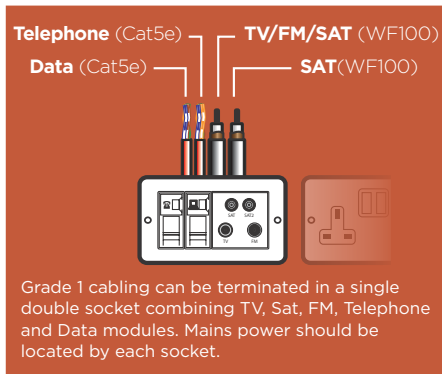 Telephone (Cat5e)
TV/FM/SAT (WF100)
Data (Cat5e)
SAT(WF100)
SAT
SAT2
TV
FM
Grade 1 cabling can be terminated in a single
double socket combining TV, Sat, FM, Telephone
and Data modules. Mains power should be
located by each socket.